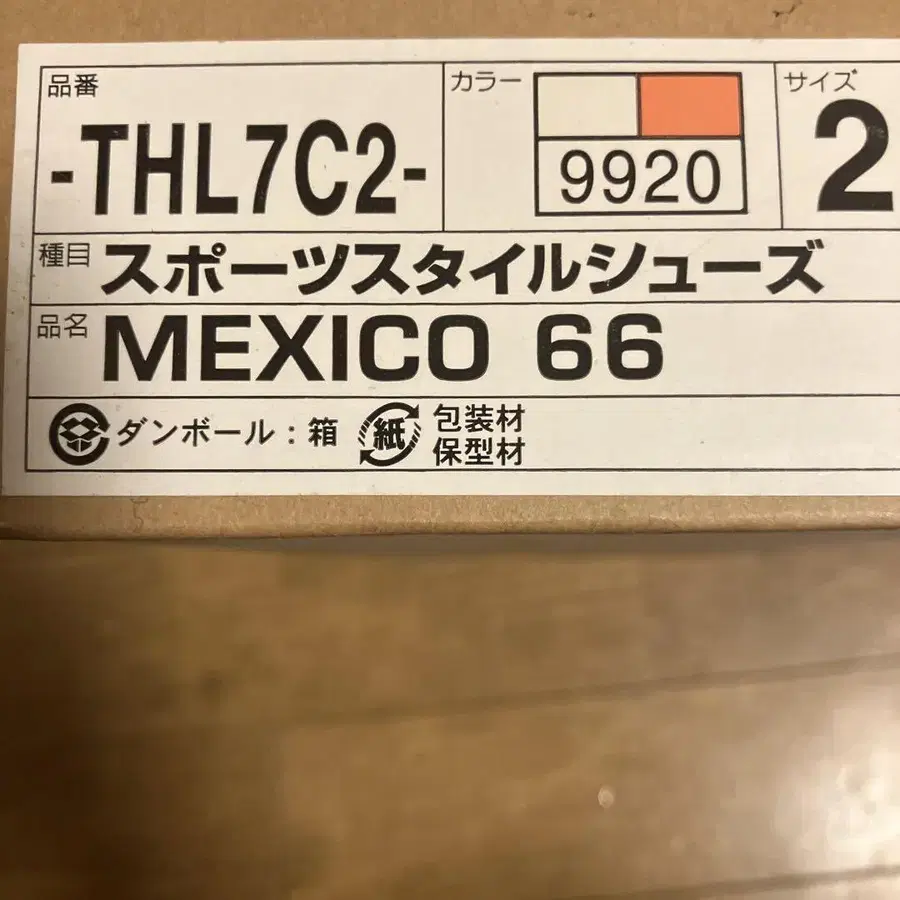 品番
-THL7C2-
カラー
9920
サイズ
2
種目 スポーツスタイルシューズ
品名 MEXICO 66
ダンボール：箱
紙
包装材
保型材